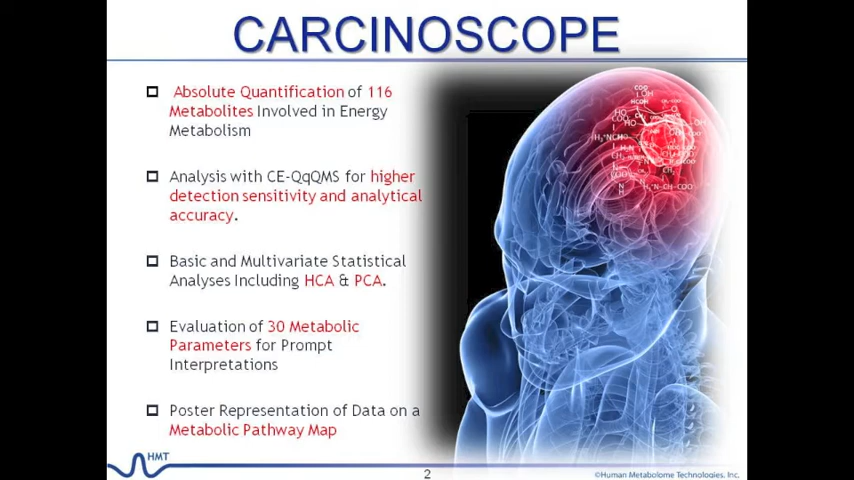 CARCINOSCOPE
Absolute Quantification of 116
Metabolites Involved in Energy
Metabolism
Analysis with CE-QqQMS for higher
detection sensitivity and analytical
accuracy.
Basic and Multivariate Statistical
Analyses Including HCA & PCA.
Evaluation of 30 Metabolic
Parameters for Prompt
Interpretations
Poster Representation of Data on a
Metabolic Pathway Map
HMT
2
©Human Metabolome Technologies, Inc.